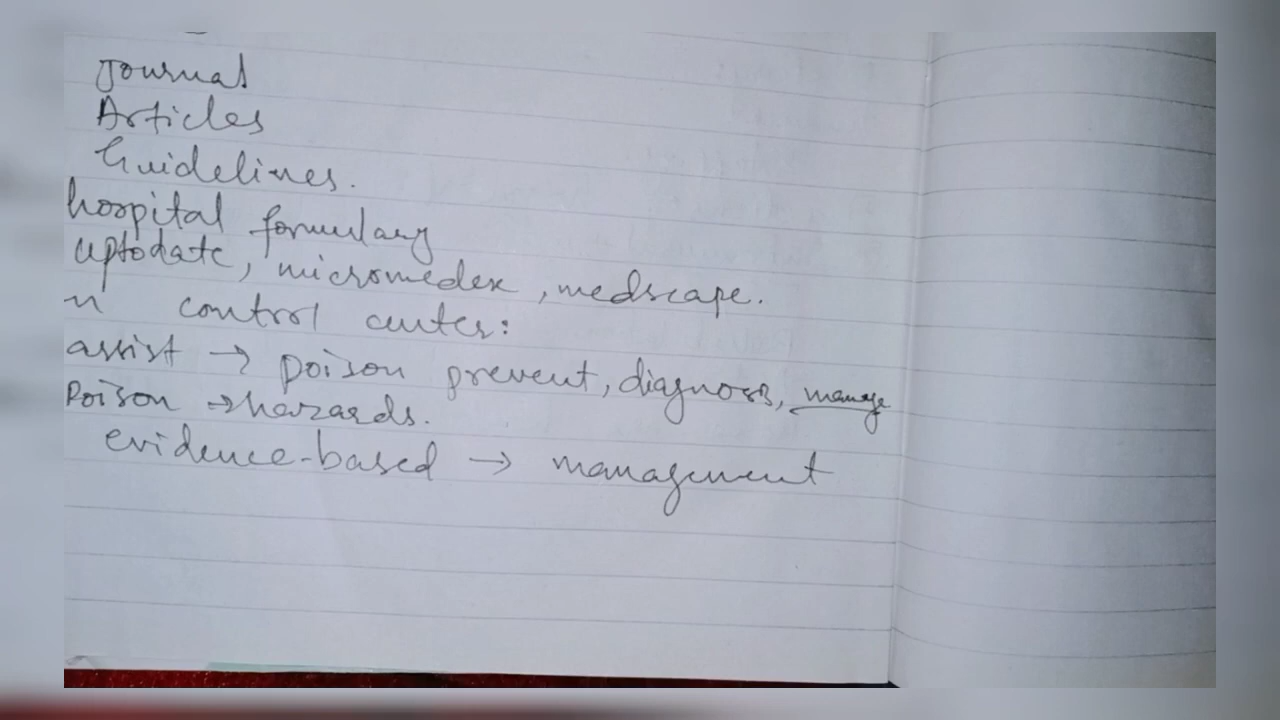 Journal
Articles
Guidelines.
hospital formulary
uptodate, micromedex, medscape.
n control center:
assist → poison prevent, diagnosis, manage
Poison → hazards.
evidence-based → management